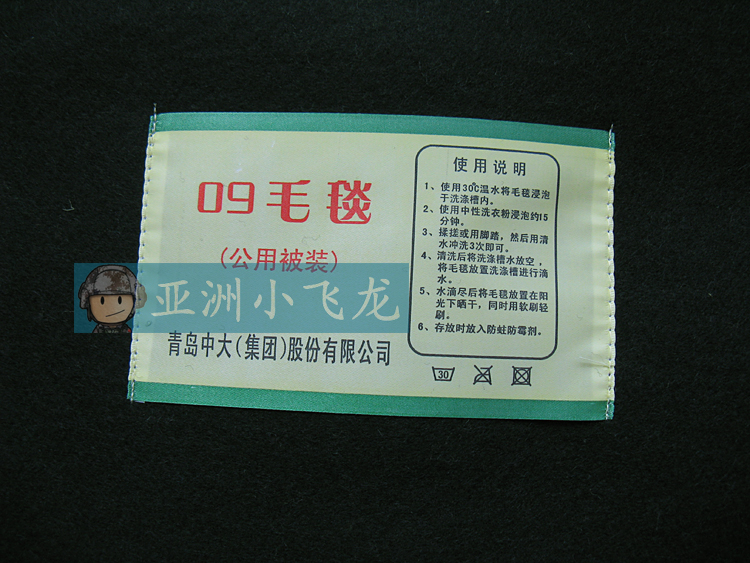 09毛毯
(公用被装)
亚洲小飞龙
青岛中大(集团)股份有限公司
使用说明
1、使用30℃温水将毛毯浸泡
于洗涤槽内。
2、使用中性洗衣粉浸泡约15
分钟。
3、揉搓或用脚踏，然后用清
水冲洗3次即可。
4、清洗后将洗涤槽水放空，
将毛毯放置洗涤槽进行滴
水。
5、水滴尽后将毛毯放置在阳
光下晒干，同时用软刷轻
刷。
6、存放时放入防蛀防霉剂。
30